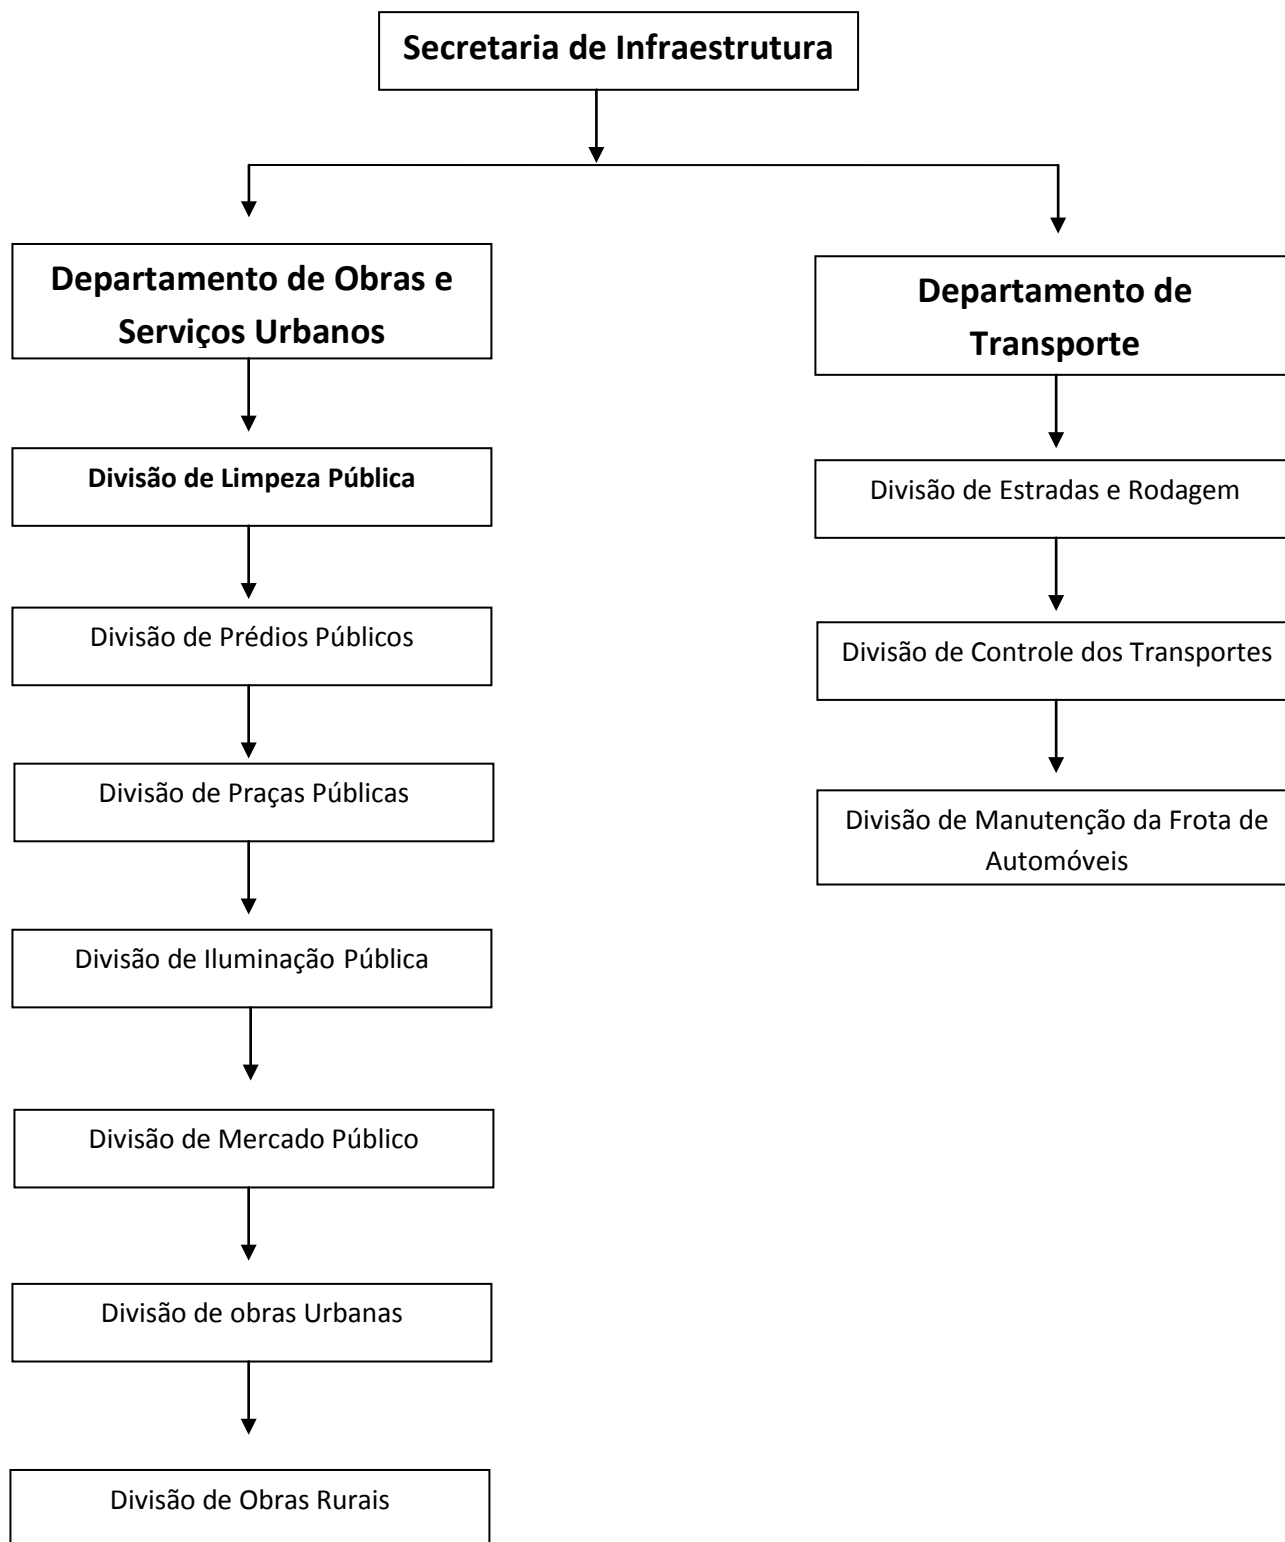 Secretaria de Infraestrutura
Departamento de Obras e
Serviços Urbanos
Divisão de Limpeza Pública
Divisão de Prédios Públicos
Divisão de Praças Públicas
Divisão de Iluminação Pública
Divisão de Mercado Público
Divisão de obras Urbanas
Divisão de Obras Rurais
Departamento de
Transporte
Divisão de Estradas e Rodagem
Divisão de Controle dos Transportes
Divisão de Manutenção da Frota de
Automóveis